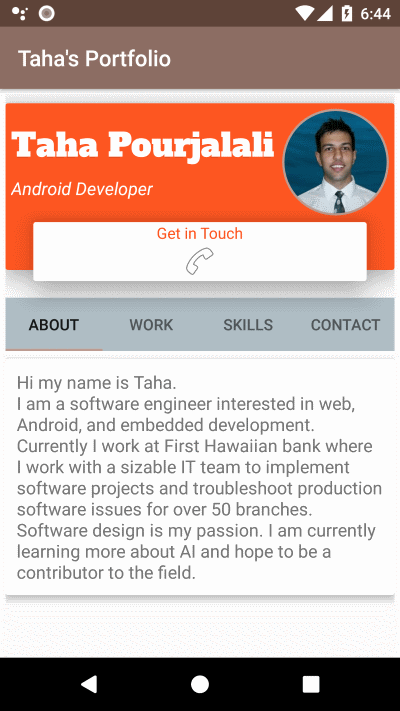 6:44
Taha's Portfolio
Taha Pourjalali
Android Developer
Get in Touch
ABOUT WORK SKILLS CONTACT
Hi my name is Taha.
I am a software engineer interested in web,
Android, and embedded development.
Currently I work at First Hawaiian bank where
I work with a sizable IT team to implement
software projects and troubleshoot production
software issues for over 50 branches.
Software design is my passion. I am currently
learning more about AI and hope to be a
contributor to the field.